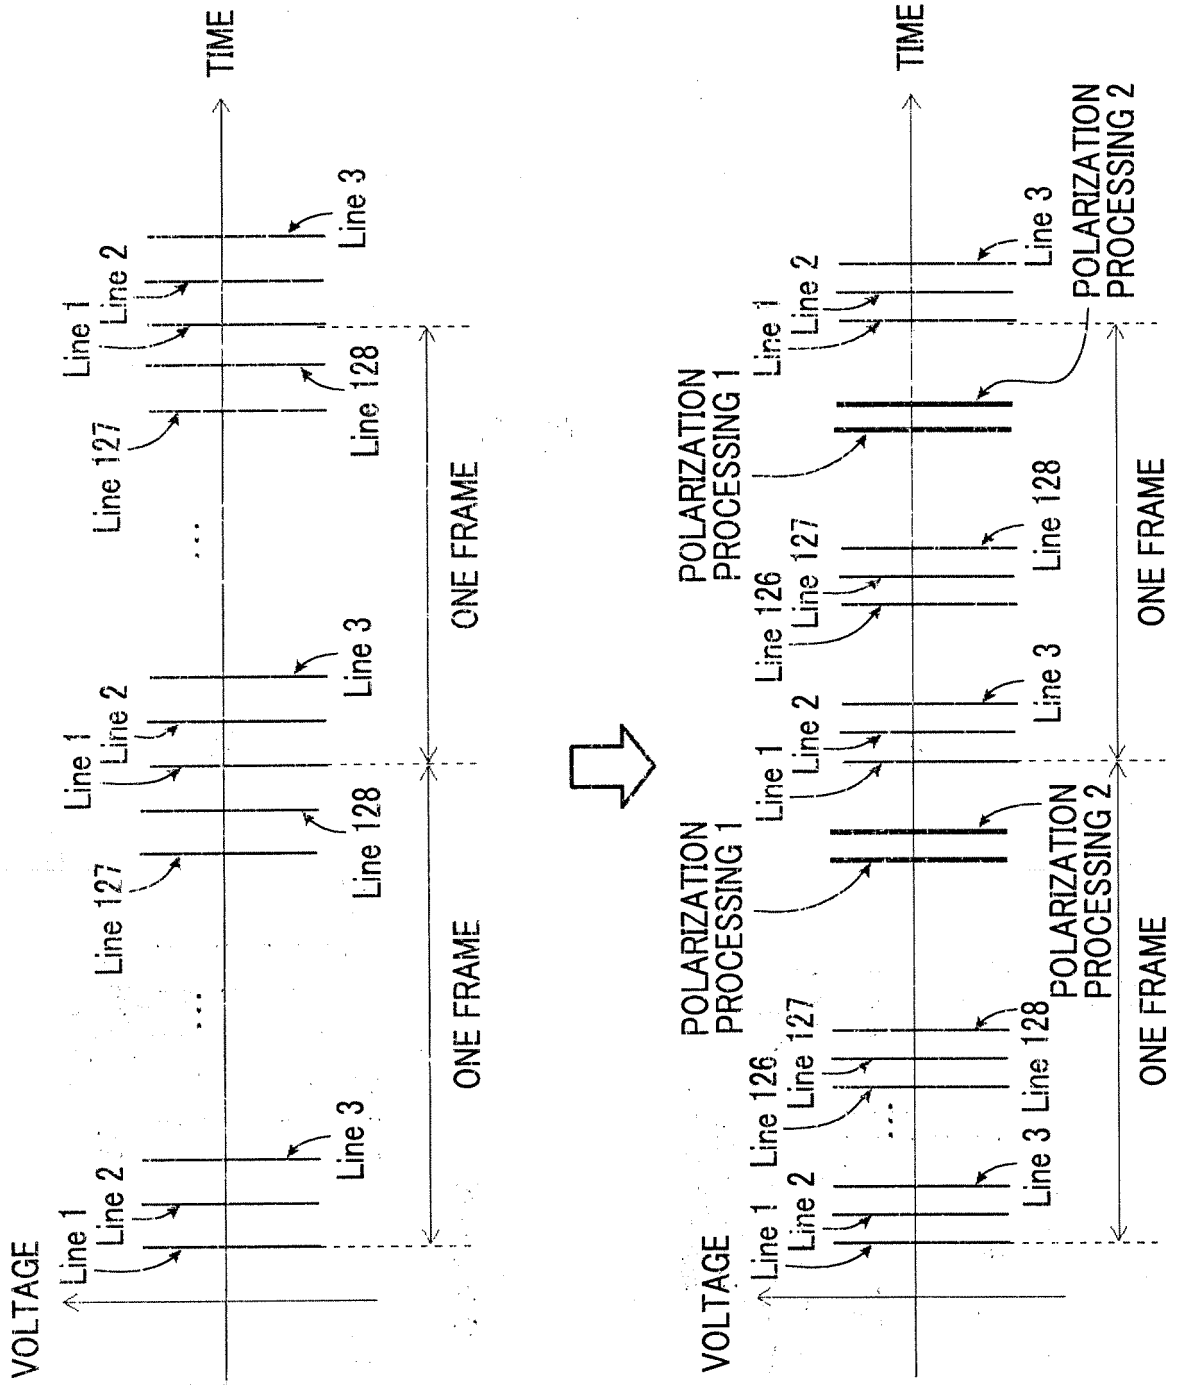 VOLTAGE
Line 1
Line 2
Line 3
...
Line 127
Line 128
Line 1
Line 2
Line 3
...
Line 127
Line 128
Line 1
Line 2
Line 3
TIME
ONE FRAME
ONE FRAME
VOLTAGE
Line 1
Line 2
Line 3
...
Line 126
Line 127
Line 128
POLARIZATION
PROCESSING 1
POLARIZATION
PROCESSING 2
Line 1
Line 2
Line 3
Line 126
Line 127
Line 128
POLARIZATION
PROCESSING 1
POLARIZATION
PROCESSING 2
Line 1
Line 2
Line 3
TIME
ONE FRAME
ONE FRAME